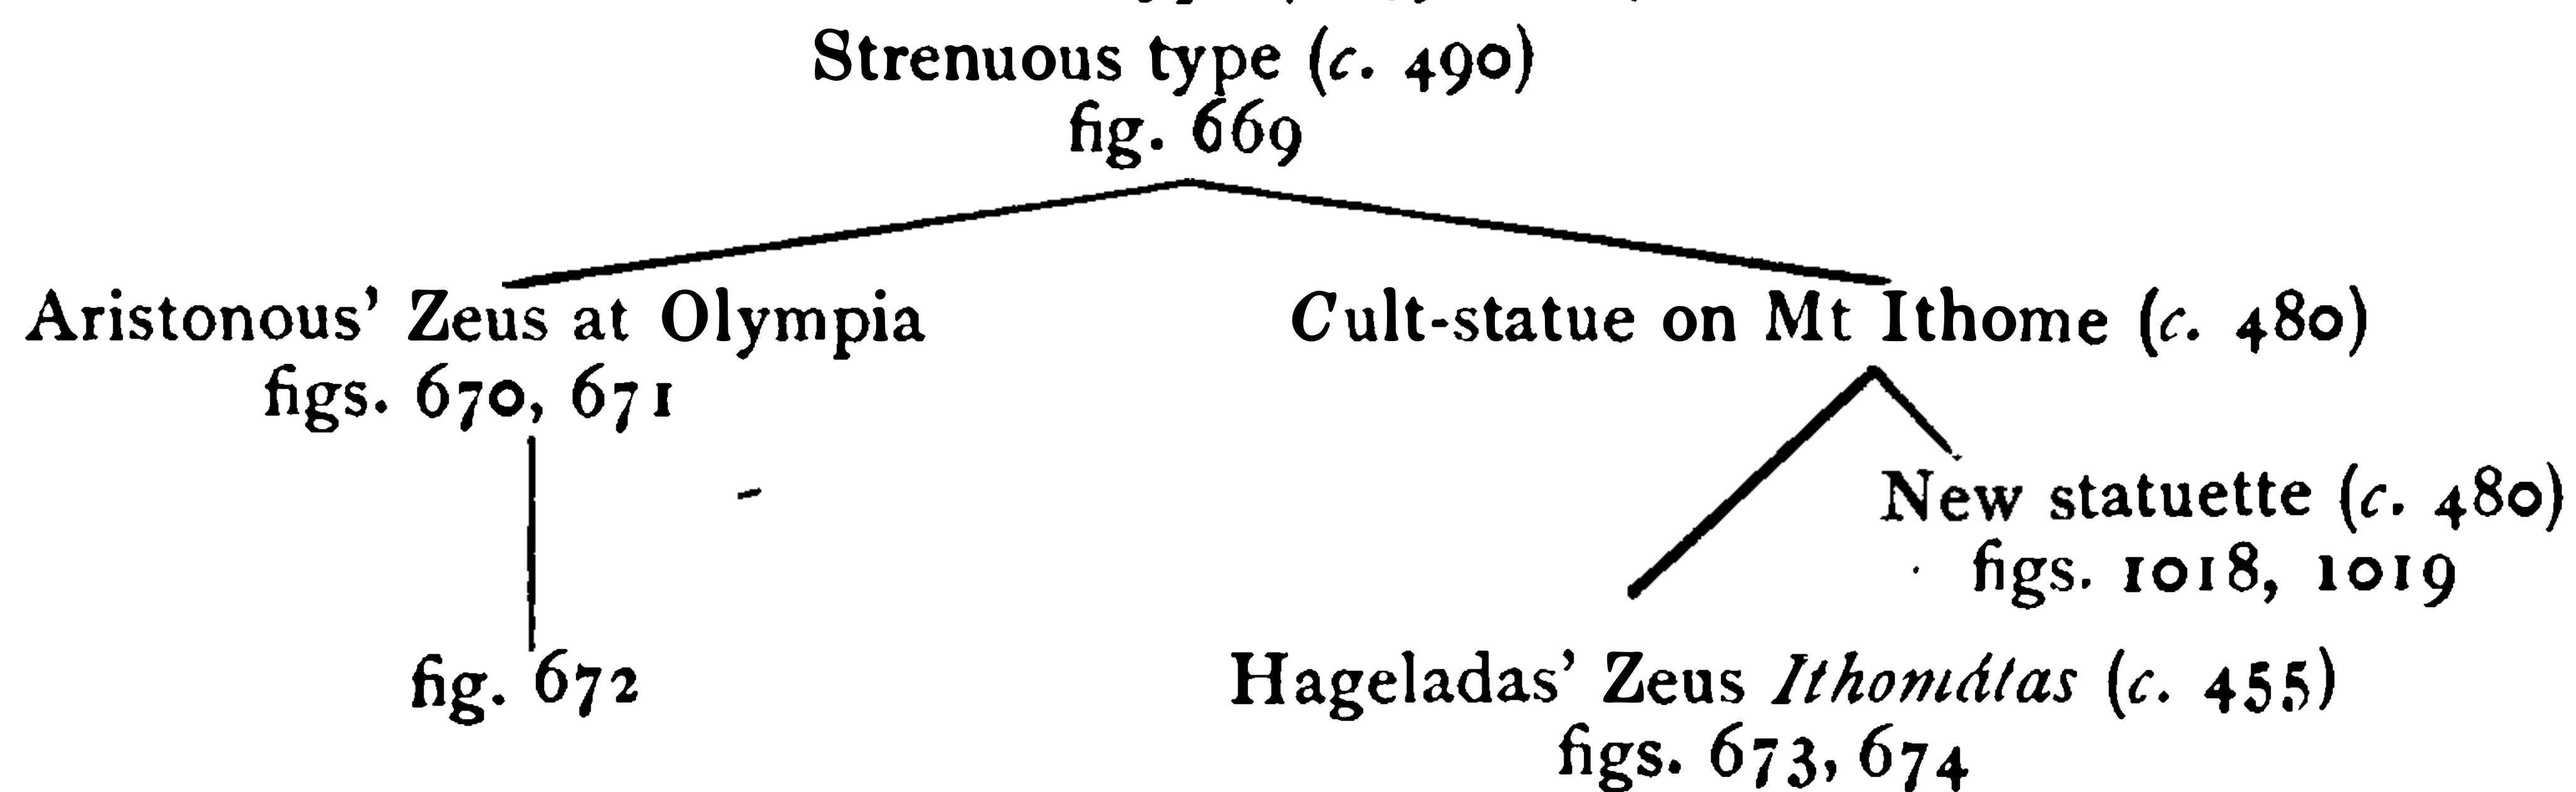 Strenuous type (c. 490)
fig. 669
Aristonous’ Zeus at Olympia
figs. 670, 671
Cult-statue on Mt Ithome (c. 480)
New statuette (c. 480)
figs. 1018, 1019
fig. 672
Hageladas’ Zeus Ithomátas (c. 455)
figs. 673, 674